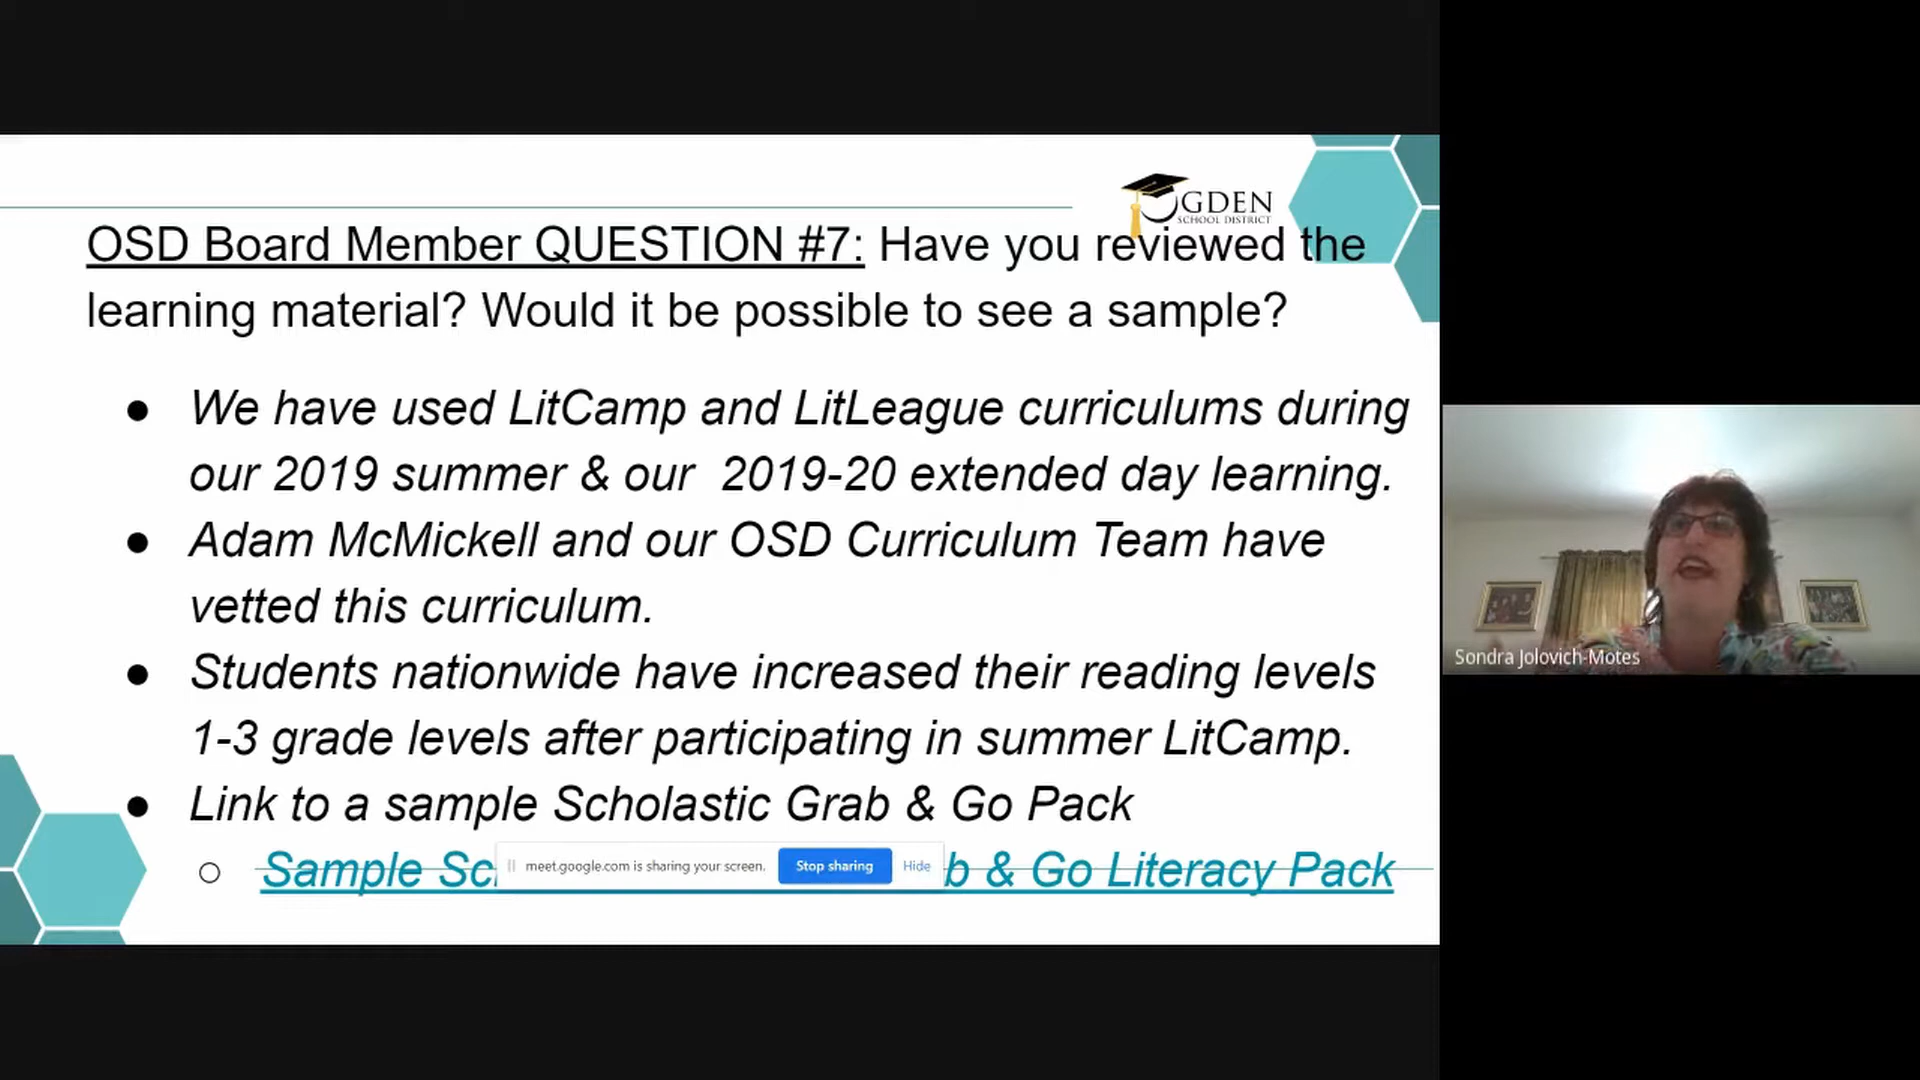 GDEN
SCHOOL DISTRICT
OSD Board Member QUESTION #7: Have you reviewed the
learning material? Would it be possible to see a sample?
● We have used LitCamp and LitLeague curriculums during
our 2019 summer & our 2019-20 extended day learning.
● Adam McMickell and our OSD Curriculum Team have
vetted this curriculum.
● Students nationwide have increased their reading levels
1-3 grade levels after participating in summer LitCamp.
● Link to a sample Scholastic Grab & Go Pack
○ Sample & Go Literacy Pack
meet.google.com is sharing your screen. Stop sharing Hide
Sondra Jolovich-Motes